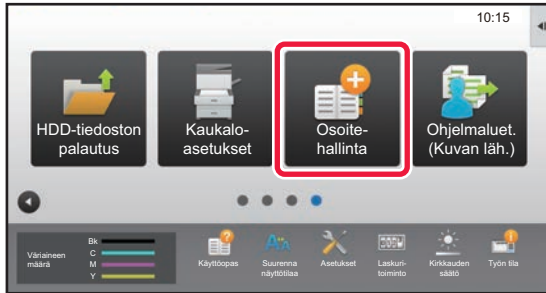 10:15
HDD-tiedoston
palautus
Kaukalo-
asetukset
Osoite-
hallinta
Ohjelmaluet.
(Kuvan läh.)
Väriaineen
määrä
Bk
C
M
Y
Käyttöopas
Suurenna
näyttötilaa
Asetukset
Laskuri-
toiminto
Kirkkauden
säätö
Työn tila